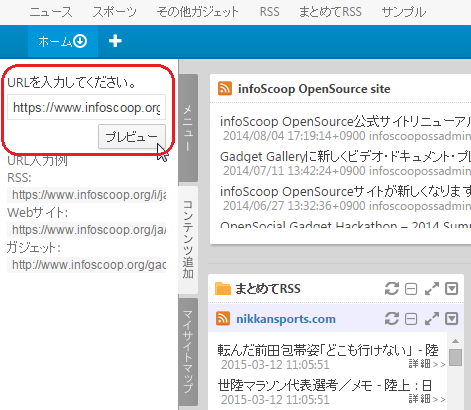 ニュース スポーツ その他ガジェット RSS まとめてRSS サンプル
ホーム
URLを入力してください。
https://www.infoscoop.org
プレビュー
URL入力例
RSS:
https://www.infoscoop.org/i/ja
Webサイト:
https://www.infoscoop.org/ja/
ガジェット:
http://www.infoscoop.org/gad
メニュー
コンテンツ追加
マイサイトマップ
infoScoop OpenSource site
infoScoop OpenSource公式サイトリニューアル
2014/08/04 17:19:14+0900 infoscoopossadmin
Gadget Galleryに新しくビデオ・ドキュメント・プ
2014/07/11 13:42:24+0900 infoscoopossadmin
infoScoop OpenSourceサイトが新しくなります
2014/06/27 13:32:36+0900 infoscoopossadmin
OpenSocial Gadget Hackathon – 2014 Summ
まとめてRSS
nikkansports.com
転んだ前田包帯姿「どこも行けない」 - 陸
2015-03-12 11:05:51 詳細>>
世陸マラソン代表選考／メモ - 陸上 : 日
2015-03-12 11:05:51 詳細>>